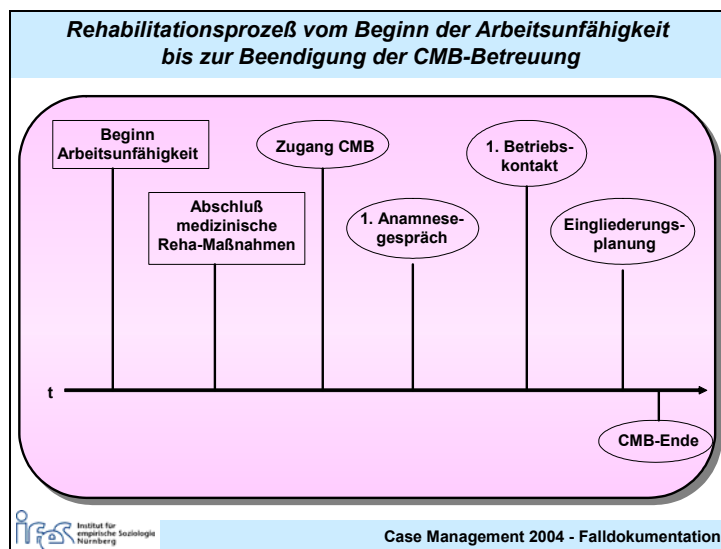 Rehabilitationsprozeß vom Beginn der Arbeitsunfähigkeit
bis zur Beendigung der CMB-Betreuung
Beginn
Arbeitsunfähigkeit
Abschluß
medizinische
Reha-Maßnahmen
Zugang CMB
1. Anamnese-
gespräch
1. Betriebs-
kontakt
Eingliederungs-
planung
t
CMB-Ende
ifes
Institut für
empirische Soziologie
Nürnberg
Case Management 2004 - Falldokumentation